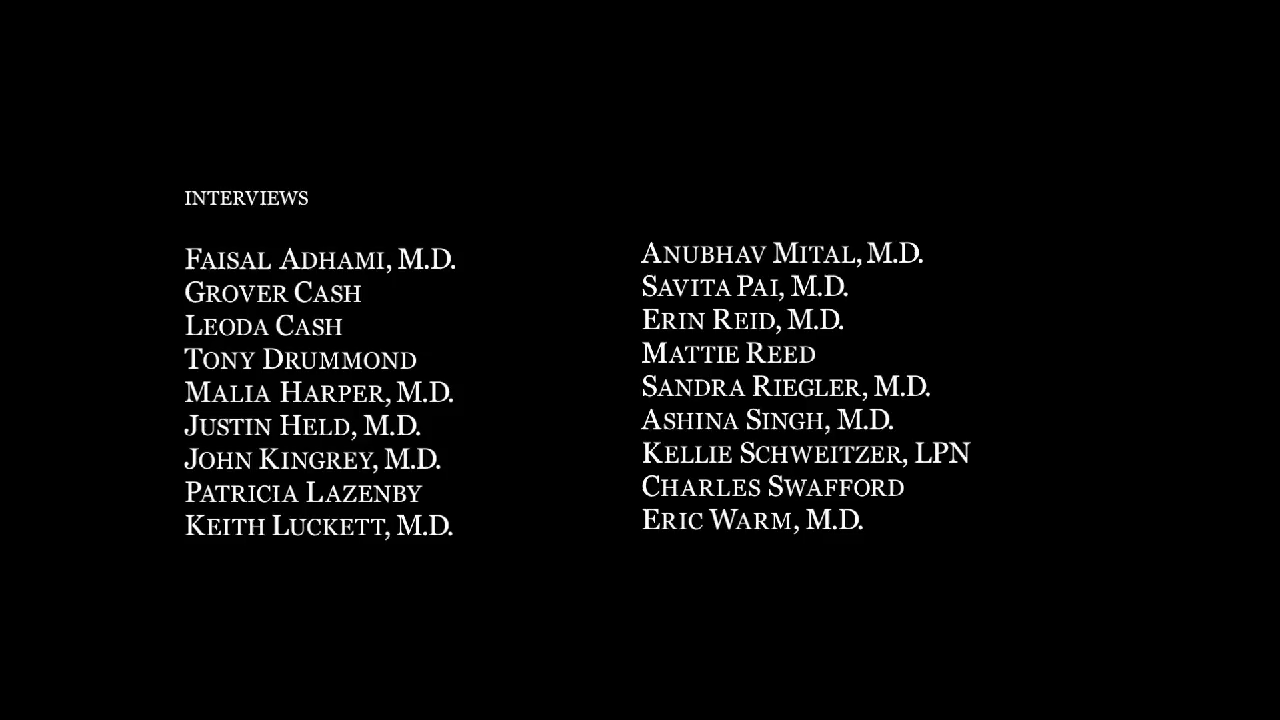 INTERVIEWS
FAISAL ADHAMI, M.D.
GROVER CASH
LEODA CASH
TONY DRUMMOND
MALIA HARPER, M.D.
JUSTIN HELD, M.D.
JOHN KINGREY, M.D.
PATRICIA LAZENBY
KEITH LUCKETT, M.D.
ANUBHAV MITAL, M.D.
SAVITA PAI, M.D.
ERIN REID, M.D.
MATTIE REED
SANDRA RIEGLER, M.D.
ASHINA SINGH, M.D.
KELLIE SCHWEITZER, LPN
CHARLES SWAFFORD
ERIC WARM, M.D.